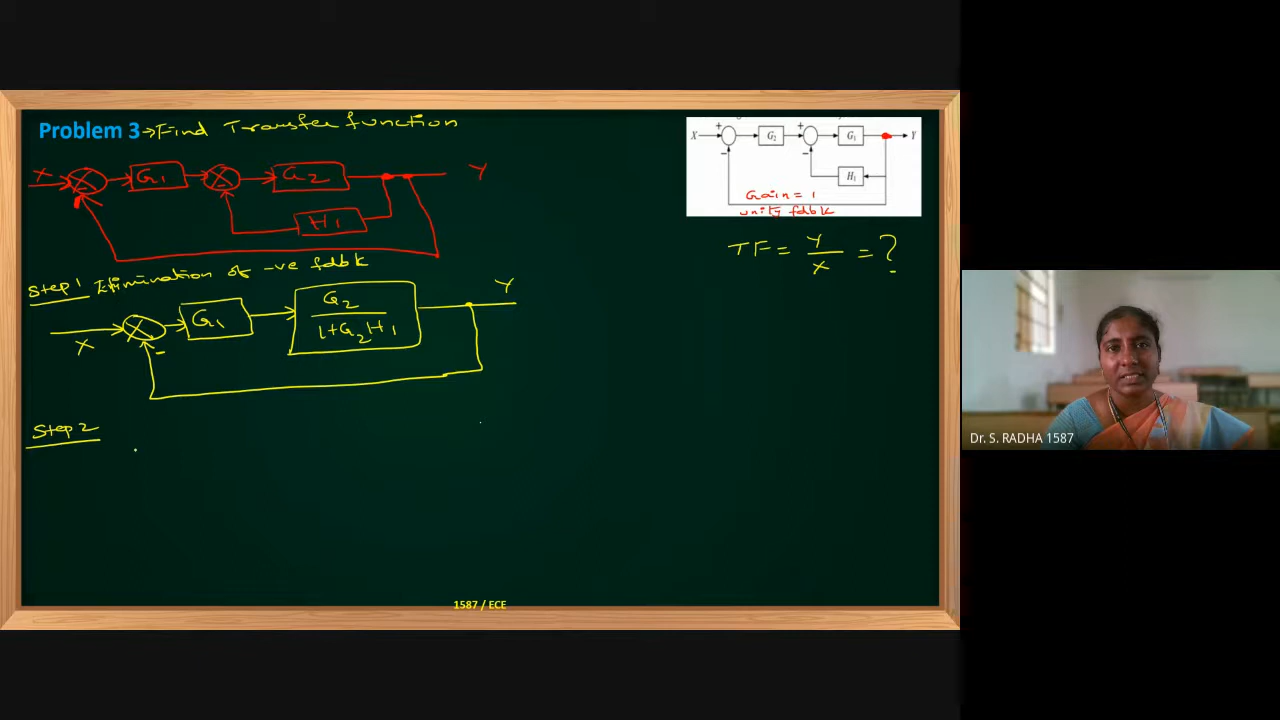 Problem 3 → Find Transfer function
X G1 G2 Y
H1
X + G2 + G1 Y
- -
H1
Gain = 1
unity fdbk
TF = Y/X = ?
Step 1 Elimination of -ve fdbk
X G1 G2 / 1+G2H1 Y
-
Step 2
Dr. S. RADHA 1587
1587 / ECE